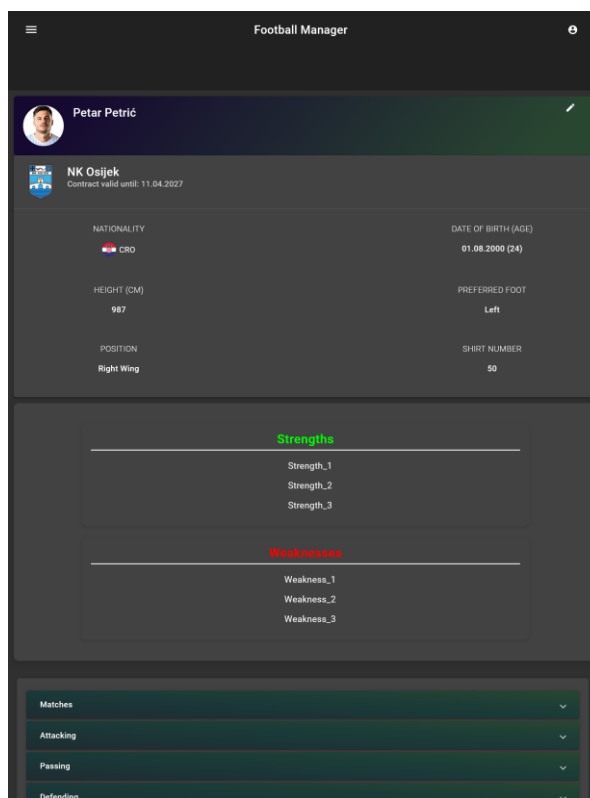 Football Manager
Petar Petrić
NK Osijek
Contract valid until: 11.04.2027
NATIONALITY
DATE OF BIRTH (AGE)
CRO
01.08.2000 (24)
HEIGHT (CM)
PREFERRED FOOT
987
Left
POSITION
SHIRT NUMBER
Right Wing
50
Strengths
Strength_1
Strength_2
Strength_3
Weaknesses
Weakness_1
Weakness_2
Weakness_3
Matches
Attacking
Passing
Defending